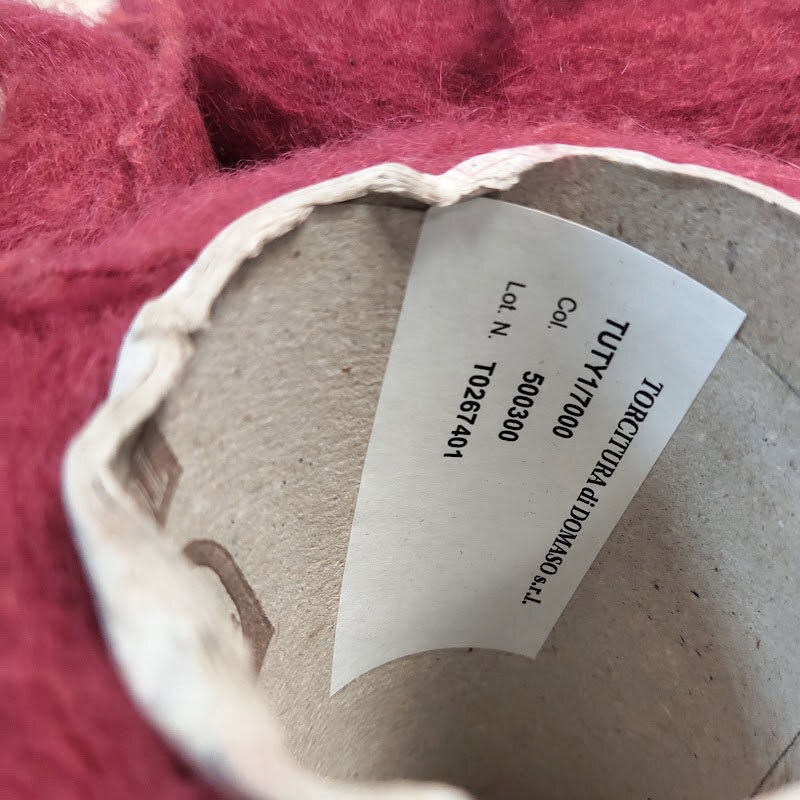 TORCITURA di DOMASO s.r.l.
TUTY1/7000
Col. 500300
Lot. N. T0267401